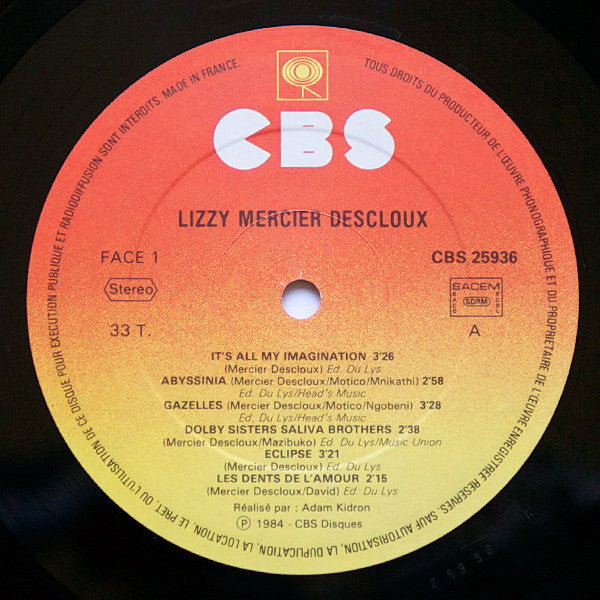 TOUS DROITS DU PRODUCTEUR DE L'ŒUVRE PHONOGRAPHIQUE ET DU PROPRIETAIRE DE L'ŒUVRE ENREGISTREE RESERVES. SAUF AUTORISATION, LA DUPLICATION, LA LOCATION, LE PRET, OU L'UTILISATION DE CE DISQUE POUR EXECUTION PUBLIQUE ET RADIODIFFUSION SONT INTERDITS. MADE IN FRANCE.
CBS
LIZZY MERCIER DESCLOUX
FACE 1
CBS 25936
Stereo
SACEM
SACD SDRM SGDL
33 T.
A
IT'S ALL MY IMAGINATION 3'26
(Mercier Descloux) Ed. Du Lys
ABYSSINIA (Mercier Descloux/Motico/Mnikathi) 2'58
Ed. Du Lys/Head's Music
GAZELLES (Mercier Descloux/Motico/Ngobeni) 3'28
Ed. Du Lys/Head's Music
DOLBY SISTERS SALIVA BROTHERS 2'38
(Mercier Descloux/Mazibuko) Ed. Du Lys/Music Union
ECLIPSE 3'21
(Mercier Descloux) Ed. Du Lys
LES DENTS DE L'AMOUR 2'15
(Mercier Descloux/David) Ed. Du Lys
Réalisé par : Adam Kidron
Ⓟ 1984 - CBS Disques